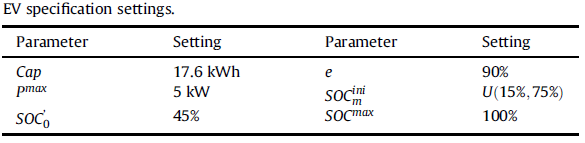 EV specification settings.
Parameter Setting Parameter Setting
Cap 17.6 kWh e 90%
P^max 5 kW SOC_m^ini U(15%, 75%)
SOC_0^' 45% SOC^max 100%